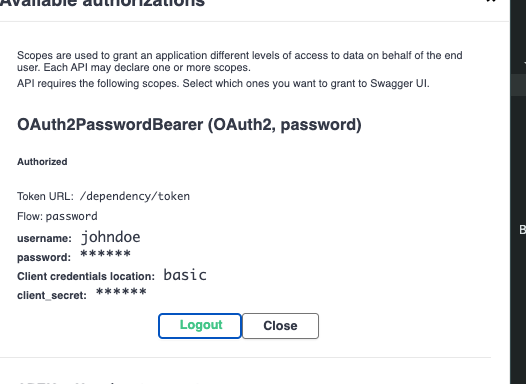 Available authorizations
Scopes are used to grant an application different levels of access to data on behalf of the end
user. Each API may declare one or more scopes.
API requires the following scopes. Select which ones you want to grant to Swagger UI.
OAuth2PasswordBearer (OAuth2, password)
Authorized
Token URL: /dependency/token
Flow: password
username: johndoe
password: ******
Client credentials location: basic
client_secret: ******
Logout Close
B